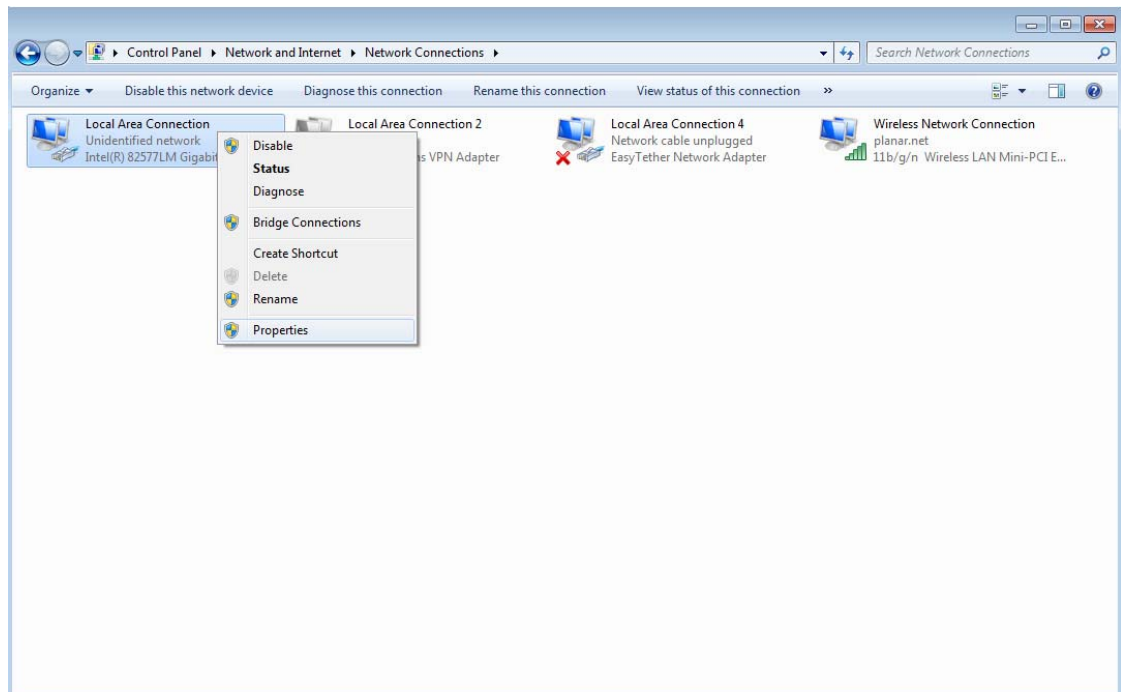 Control Panel ▸ Network and Internet ▸ Network Connections ▸
Search Network Connections
Organize
Disable this network device
Diagnose this connection
Rename this connection
View status of this connection
»
Local Area Connection
Unidentified network
Intel(R) 82577LM Gigabit
Local Area Connection 2
s VPN Adapter
Local Area Connection 4
Network cable unplugged
EasyTether Network Adapter
Wireless Network Connection
planar.net
11b/g/n Wireless LAN Mini-PCI E...
Disable
Status
Diagnose
Bridge Connections
Create Shortcut
Delete
Rename
Properties